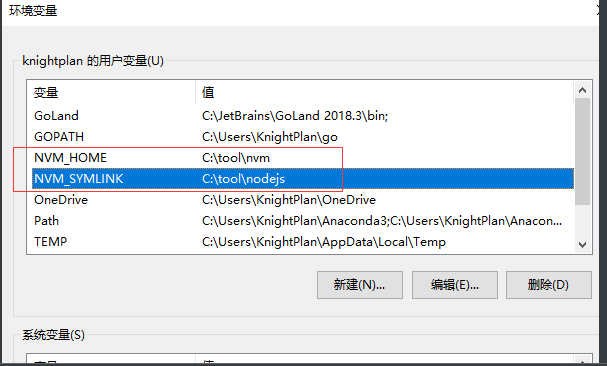 环境变量
knightplan 的用户变量(U)
变量 值
GoLand C:\JetBrains\GoLand 2018.3\bin;
GOPATH C:\Users\KnightPlan\go
NVM_HOME C:\tool\nvm
NVM_SYMLINK C:\tool\nodejs
OneDrive C:\Users\KnightPlan\OneDrive
Path C:\Users\KnightPlan\Anaconda3;C:\Users\KnightPlan\Anacon...
TEMP C:\Users\KnightPlan\AppData\Local\Temp
新建(N)... 编辑(E)... 删除(D)
系统变量(S)
变量 值